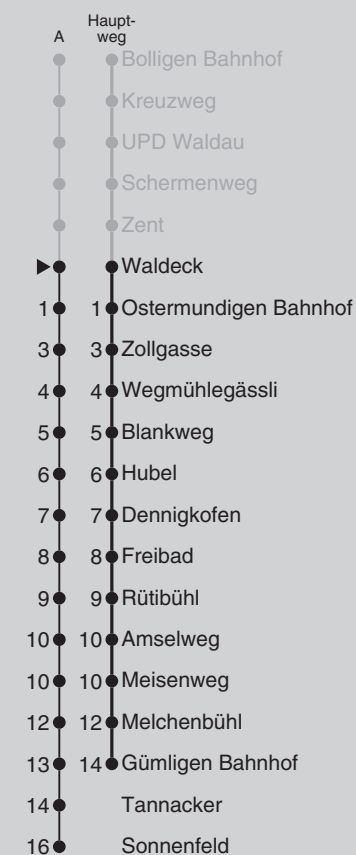 A Haupt-
weg
Bolligen Bahnhof
Kreuzweg
UPD Waldau
Schermenweg
Zent
Waldeck
1 1 Ostermundigen Bahnhof
3 3 Zollgasse
4 4 Wegmühlegässli
5 5 Blankweg
6 6 Hubel
7 7 Dennigkofen
8 8 Freibad
9 9 Rütibühl
10 10 Amselweg
10 10 Meisenweg
12 12 Melchenbühl
13 14 Gümligen Bahnhof
14 Tannacker
16 Sonnenfeld